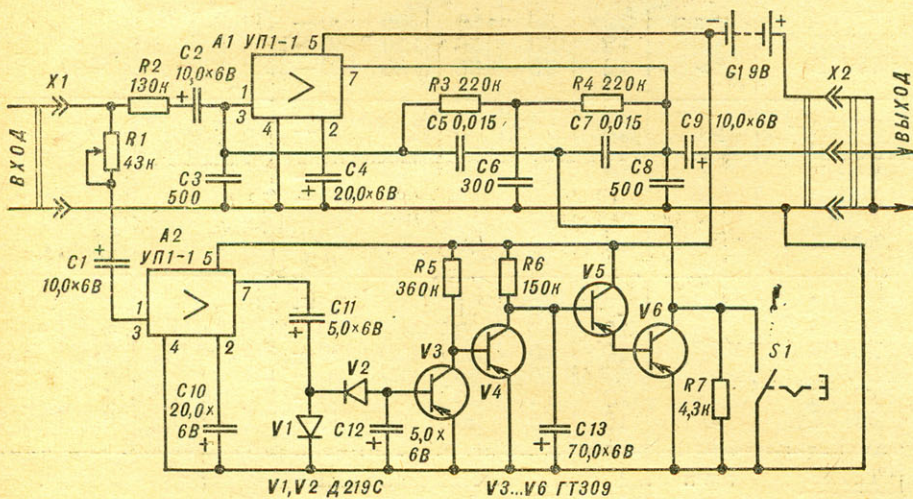 X1
R2
130к
C2
10,0×6В
A1 УП1-1 5
7
1
3
4
2
R3 220к
R4 220к
C5 0,015
C7 0,015
C9
10,0×6В
G1 9В
X2
− +
ВХОД
ВЫХОД
R1
43к
C3
500
+ C4
20,0×6В
C6
300
C8
500
+
C1
10,0×6В
A2
УП1-1 5
7
1
3
4
2
C10
20,0×
6В
+
C11
5,0×6В
+
V2
V1
C12
+
5,0×
6В
R5
360к
R6
150к
V3
V4
V5
V6
C13
70,0×6В
+
R7
4,3к
S1
V1,V2 Д219С
V3...V6 ГТ309